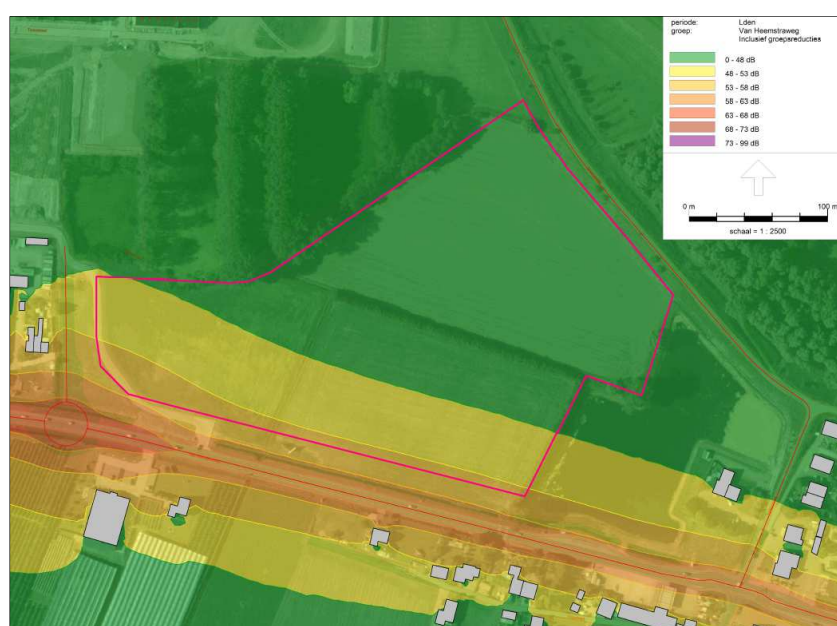 periode: Lden
groep: Van Heemstraweg
Inclusief groepsreducties
0 - 48 dB
48 - 53 dB
53 - 58 dB
58 - 63 dB
63 - 68 dB
68 - 73 dB
73 - 99 dB
0 m 100 m
schaal = 1 : 2500